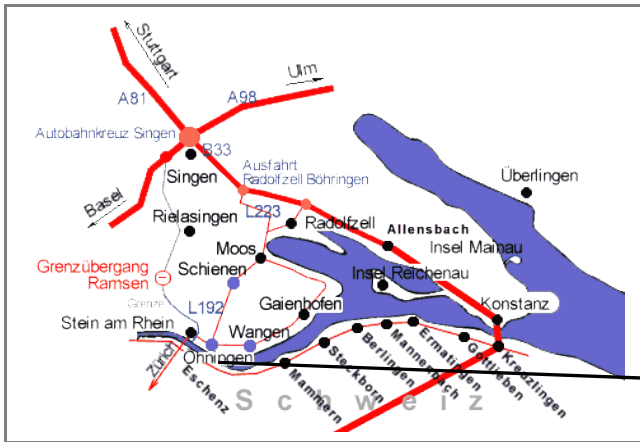 Stuttgart
Ulm
A81
A98
Autobahnkreuz Singen
B33
Ausfahrt
Radolfzell Böhringen
Singen
Basel
Überlingen
L223
Rielasingen
Radolfzell
Allensbach
Moos
Insel Mainau
Grenzübergang
Ramsen
Schienen
Insel Reichenau
Grenze
L192
Gaienhofen
Konstanz
Stein am Rhein
Wangen
Öhningen
Zürich
Eschenz
Mammern
Steckborn
Berlingen
Mannenbach
Ermatingen
Gottlieben
Kreuzlingen
Schweiz